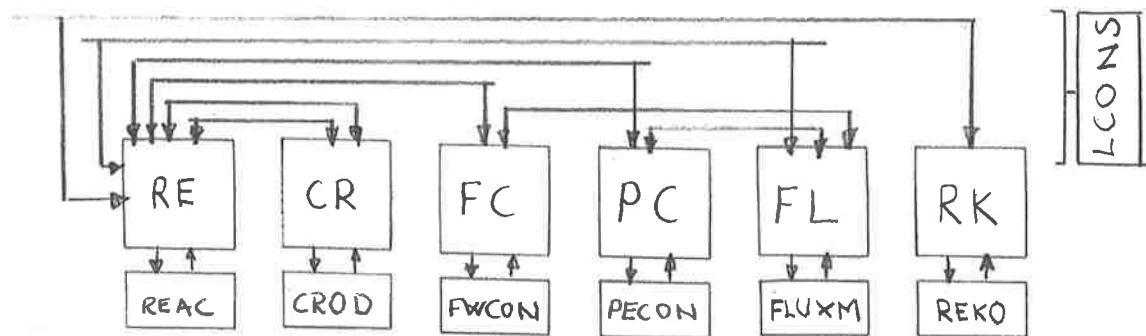 LCONS
RE CR FC PC FL RK
REAC CROD FWCON PECON FLUXM REKO